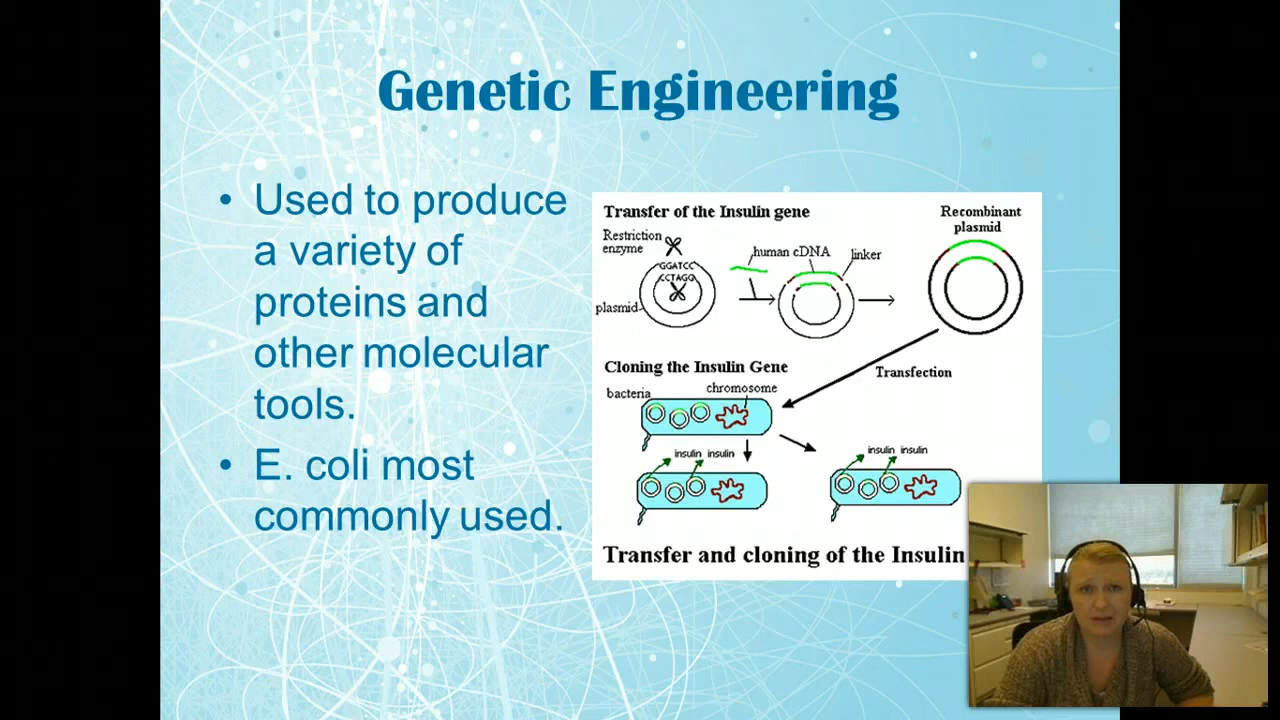 Genetic Engineering
• Used to produce
a variety of
proteins and
other molecular
tools.
• E. coli most
commonly used.
Transfer of the Insulin gene
Restriction
enzyme
GGATCC
CCTAGG
plasmid
human cDNA
linker
Recombinant
plasmid
Transfection
Cloning the Insulin Gene
bacteria
chromosome
insulin insulin
insulin insulin
Transfer and cloning of the Insulin